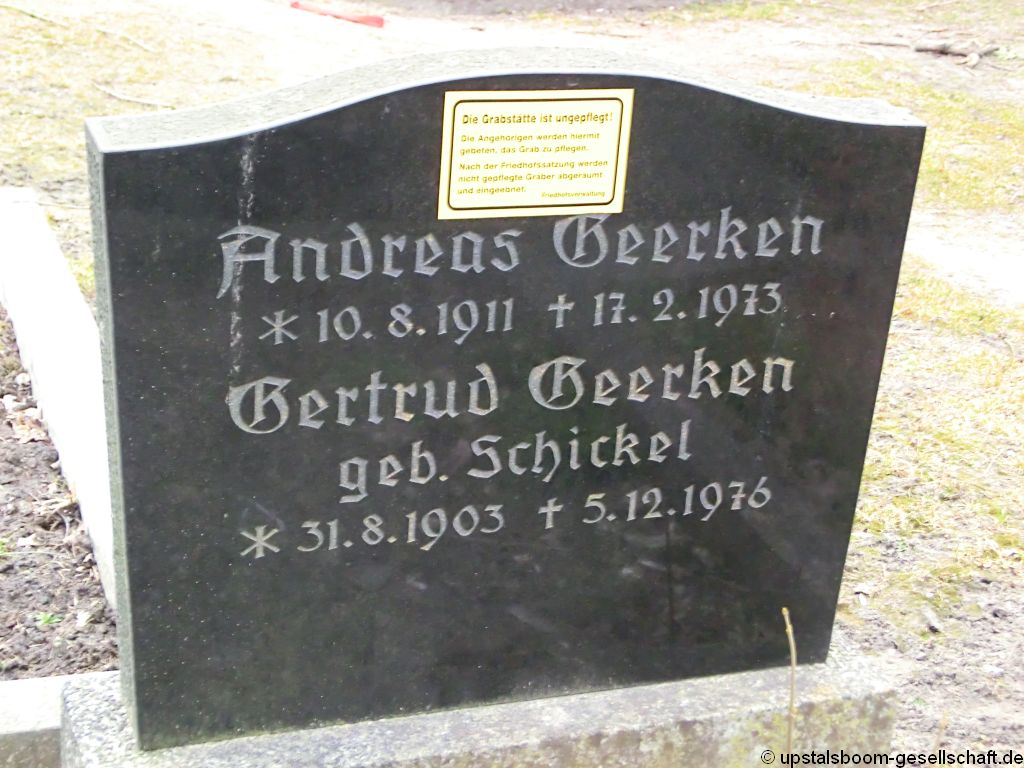 Die Grabstätte ist ungepflegt!
Die Angehörigen werden hiermit
gebeten, das Grab zu pflegen.
Nach der Friedhofssatzung werden
nicht gepflegte Gräber abgeräumt
und eingeebnet.
Friedhofsverwaltung
Andreas Geerken
* 10. 8. 1911 † 17. 2. 1973
Gertrud Geerken
geb. Schickel
* 31. 8. 1903 † 5. 12. 1976
© upstalsboom-gesellschaft.de